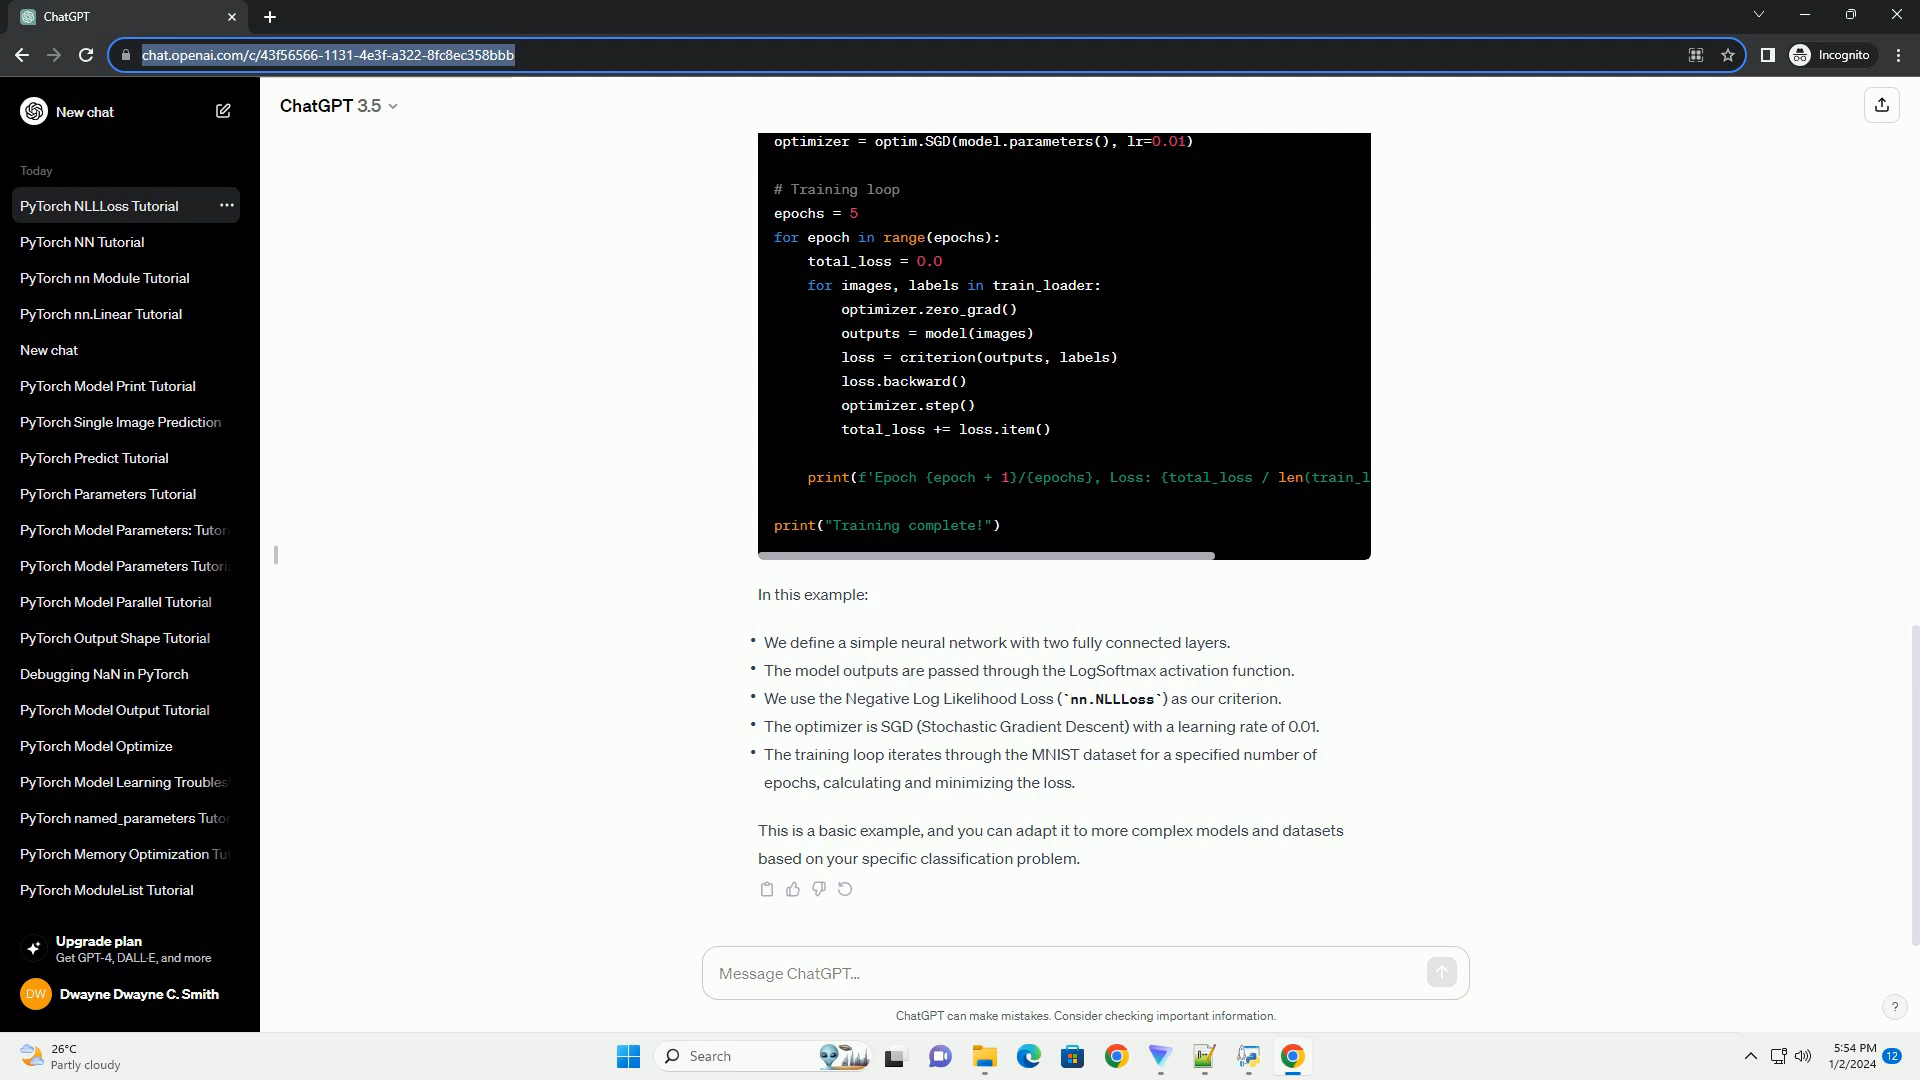 ChatGPT
chat.openai.com/c/43f56566-1131-4e3f-a322-8fc8ec358bbb
Incognito
New chat
Today
PyTorch NLLLoss Tutorial
PyTorch NN Tutorial
PyTorch nn Module Tutorial
PyTorch nn.Linear Tutorial
New chat
PyTorch Model Print Tutorial
PyTorch Single Image Prediction
PyTorch Predict Tutorial
PyTorch Parameters Tutorial
PyTorch Model Parameters: Tutor
PyTorch Model Parameters Tutori
PyTorch Model Parallel Tutorial
PyTorch Output Shape Tutorial
Debugging NaN in PyTorch
PyTorch Model Output Tutorial
PyTorch Model Optimize
PyTorch Model Learning Troubles
PyTorch named_parameters Tutor
PyTorch Memory Optimization Tut
PyTorch ModuleList Tutorial
Upgrade plan
Get GPT-4, DALL·E, and more
DW
Dwayne Dwayne C. Smith
ChatGPT 3.5
optimizer = optim.SGD(model.parameters(), lr=0.01)
# Training loop
epochs = 5
for epoch in range(epochs):
total_loss = 0.0
for images, labels in train_loader:
optimizer.zero_grad()
outputs = model(images)
loss = criterion(outputs, labels)
loss.backward()
optimizer.step()
total_loss += loss.item()
print(f'Epoch {epoch + 1}/{epochs}, Loss: {total_loss / len(train_l
print("Training complete!")
In this example:
• We define a simple neural network with two fully connected layers.
• The model outputs are passed through the LogSoftmax activation function.
• We use the Negative Log Likelihood Loss (`nn.NLLLoss`) as our criterion.
• The optimizer is SGD (Stochastic Gradient Descent) with a learning rate of 0.01.
• The training loop iterates through the MNIST dataset for a specified number of
epochs, calculating and minimizing the loss.
This is a basic example, and you can adapt it to more complex models and datasets
based on your specific classification problem.
Message ChatGPT...
ChatGPT can make mistakes. Consider checking important information.
?
26°C
Partly cloudy
Search
5:54 PM
1/2/2024
12